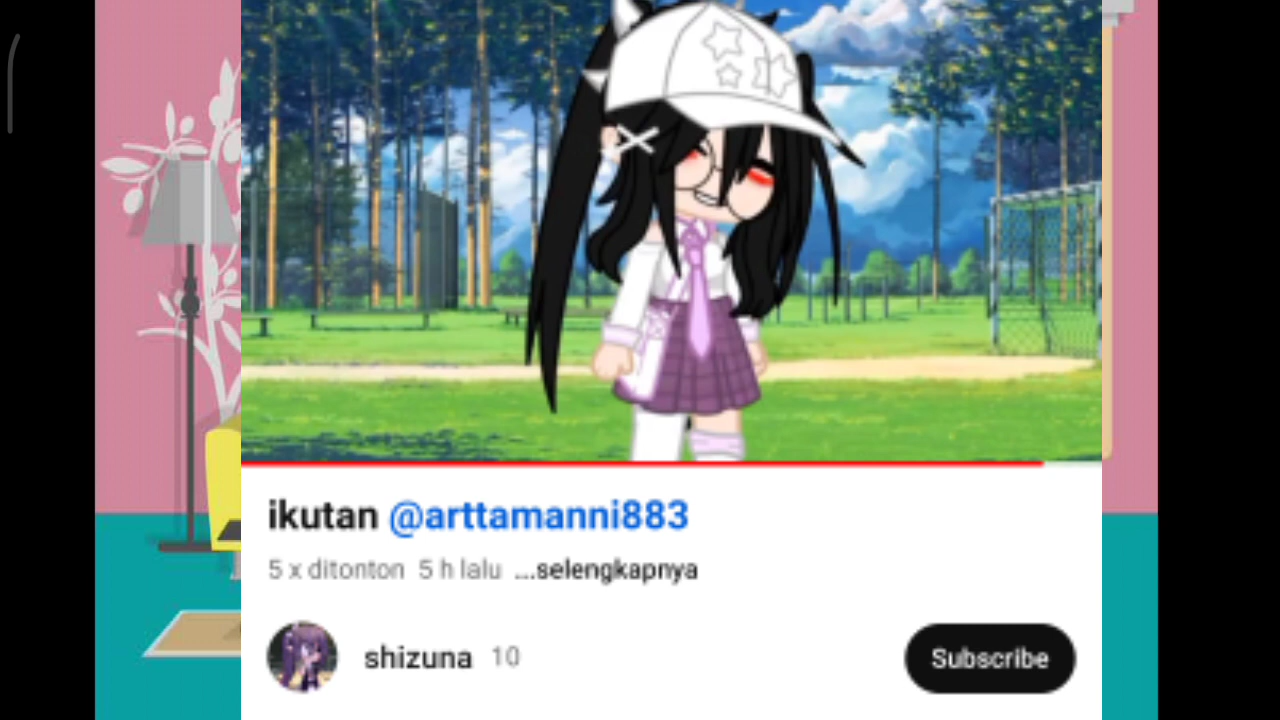 ikutan @arttamanni883
5 x ditonton 5 h lalu ...selengkapnya
shizuna 10
Subscribe